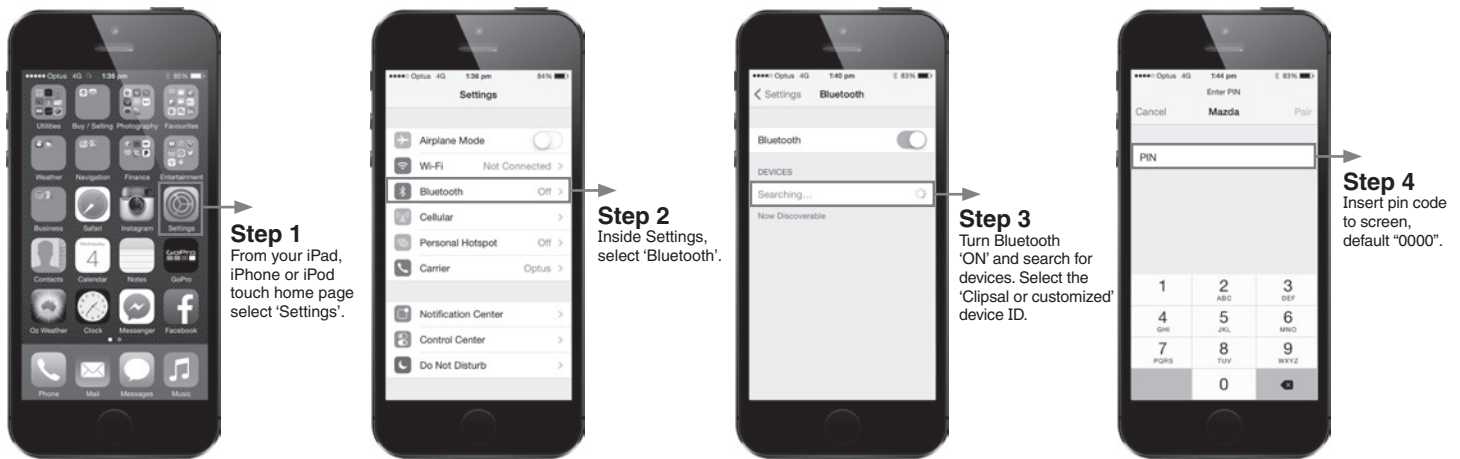 ●●●●● Optus 4G 1:36 pm 85%
Utilities Buy / Selling Photography Favourites
Weather Navigation Finance Entertainment
Business Safari Instagram Settings
Wednesday
4
GoPro
Contacts Calendar Notes GoPro
Oz Weather Clock Messenger Facebook
Phone Mail Messages Music
Step 1
From your iPad,
iPhone or iPod
touch home page
select ‘Settings’.
●●●●○ Optus 4G 1:36 pm 84%
Settings
Airplane Mode
Wi-Fi Not Connected >
Bluetooth Off >
Cellular >
Personal Hotspot Off >
Carrier Optus >
Notification Center >
Control Center >
Do Not Disturb >
Step 2
Inside Settings,
select ‘Bluetooth’.
●●●●○ Optus 4G 1:40 pm 83%
< Settings Bluetooth
Bluetooth
DEVICES
Searching...
Now Discoverable
Step 3
Turn Bluetooth
‘ON’ and search for
devices. Select the
‘Clipsal or customized’
device ID.
●●●●○ Optus 4G 1:44 pm 83%
Enter PIN
Cancel Mazda Pair
PIN
1 2 3
ABC DEF
4 5 6
GHI JKL MNO
7 8 9
PQRS TUV WXYZ
0
Step 4
Insert pin code
to screen,
default “0000”.